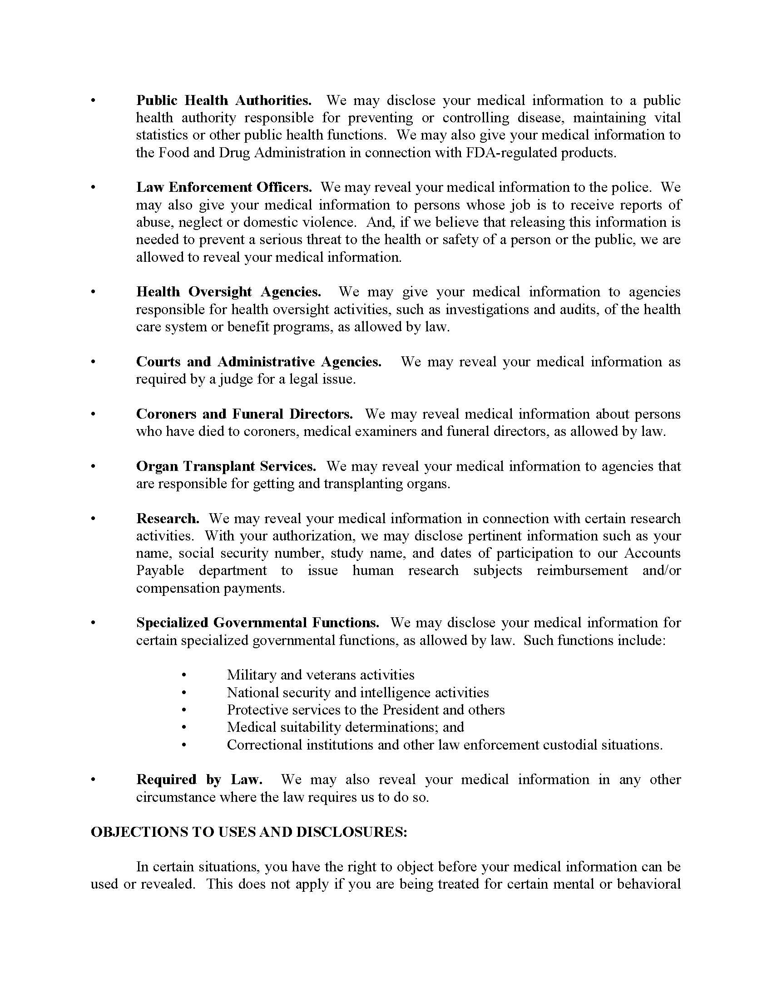 • Public Health Authorities. We may disclose your medical information to a public
health authority responsible for preventing or controlling disease, maintaining vital
statistics or other public health functions. We may also give your medical information to
the Food and Drug Administration in connection with FDA-regulated products.
• Law Enforcement Officers. We may reveal your medical information to the police. We
may also give your medical information to persons whose job is to receive reports of
abuse, neglect or domestic violence. And, if we believe that releasing this information is
needed to prevent a serious threat to the health or safety of a person or the public, we are
allowed to reveal your medical information.
• Health Oversight Agencies. We may give your medical information to agencies
responsible for health oversight activities, such as investigations and audits, of the health
care system or benefit programs, as allowed by law.
• Courts and Administrative Agencies. We may reveal your medical information as
required by a judge for a legal issue.
• Coroners and Funeral Directors. We may reveal medical information about persons
who have died to coroners, medical examiners and funeral directors, as allowed by law.
• Organ Transplant Services. We may reveal your medical information to agencies that
are responsible for getting and transplanting organs.
• Research. We may reveal your medical information in connection with certain research
activities. With your authorization, we may disclose pertinent information such as your
name, social security number, study name, and dates of participation to our Accounts
Payable department to issue human research subjects reimbursement and/or
compensation payments.
• Specialized Governmental Functions. We may disclose your medical information for
certain specialized governmental functions, as allowed by law. Such functions include:
• Military and veterans activities
• National security and intelligence activities
• Protective services to the President and others
• Medical suitability determinations; and
• Correctional institutions and other law enforcement custodial situations.
• Required by Law. We may also reveal your medical information in any other
circumstance where the law requires us to do so.
OBJECTIONS TO USES AND DISCLOSURES:
In certain situations, you have the right to object before your medical information can be
used or revealed. This does not apply if you are being treated for certain mental or behavioral